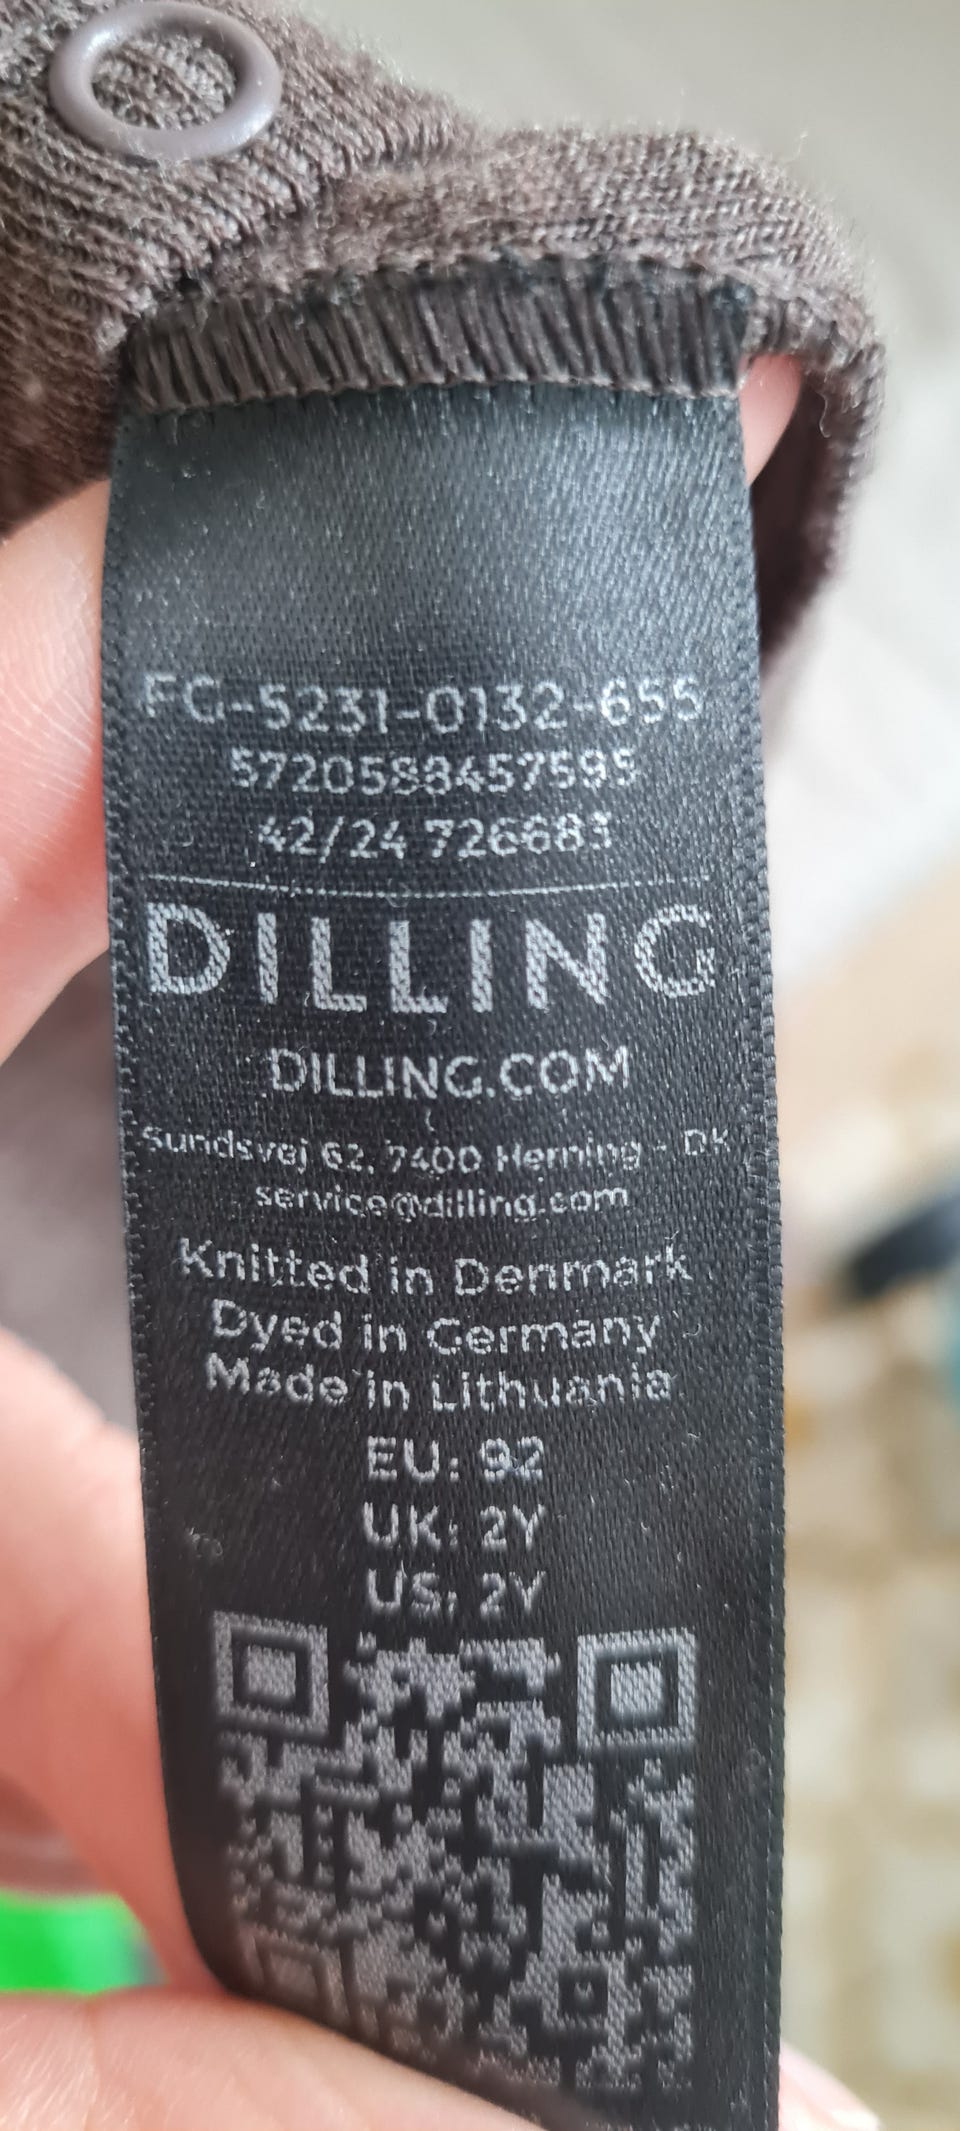 FG-5231-0132-655
5720588457595
42/24 726683
DILLING
DILLING.COM
Sundsvej 62, 7400 Herning - DK
service@dilling.com
Knitted in Denmark
Dyed in Germany
Made in Lithuania
EU: 92
UK: 2Y
US: 2Y